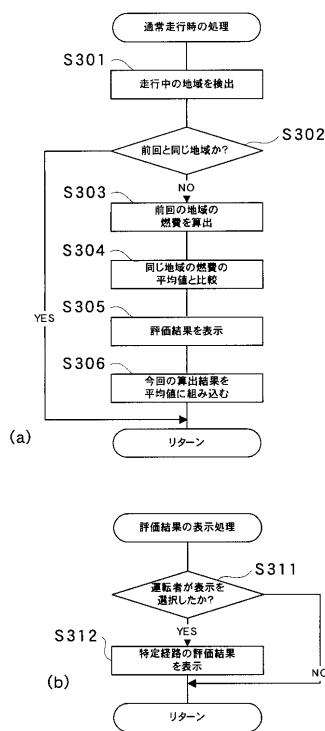 通常走行時の処理
S301
走行中の地域を検出
S302
前回と同じ地域か?
NO
S303
前回の地域の
燃費を算出
S304
同じ地域の燃費の
平均値と比較
S305
評価結果を表示
YES
S306
今回の算出結果を
平均値に組み込む
(a)
リターン
評価結果の表示処理
S311
運転者が表示を
選択したか?
YES
S312
特定経路の評価結果
を表示
NO
(b)
リターン